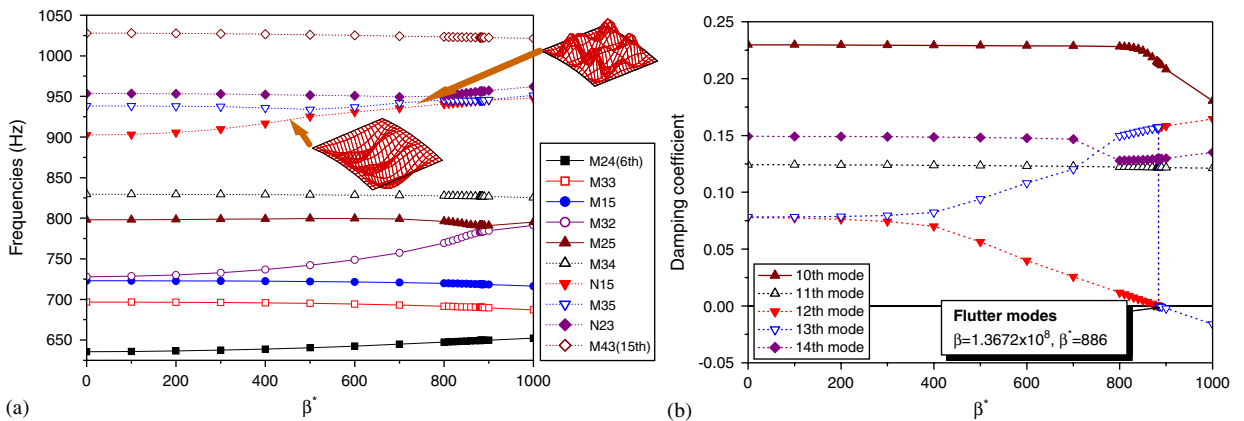 1050
1000
950
900
850
800
750
700
650
Frequencies (Hz)
0 200 400 600 800 1000
β*
(a)
M24(6th)
M33
M15
M32
M25
M34
N15
M35
N23
M43(15th)
0.25
0.20
0.15
0.10
0.05
0.00
-0.05
Damping coefficient
0 200 400 600 800 1000
β*
(b)
10th mode
11th mode
12th mode
13th mode
14th mode
Flutter modes
β=1.3672x10⁸, β*=886